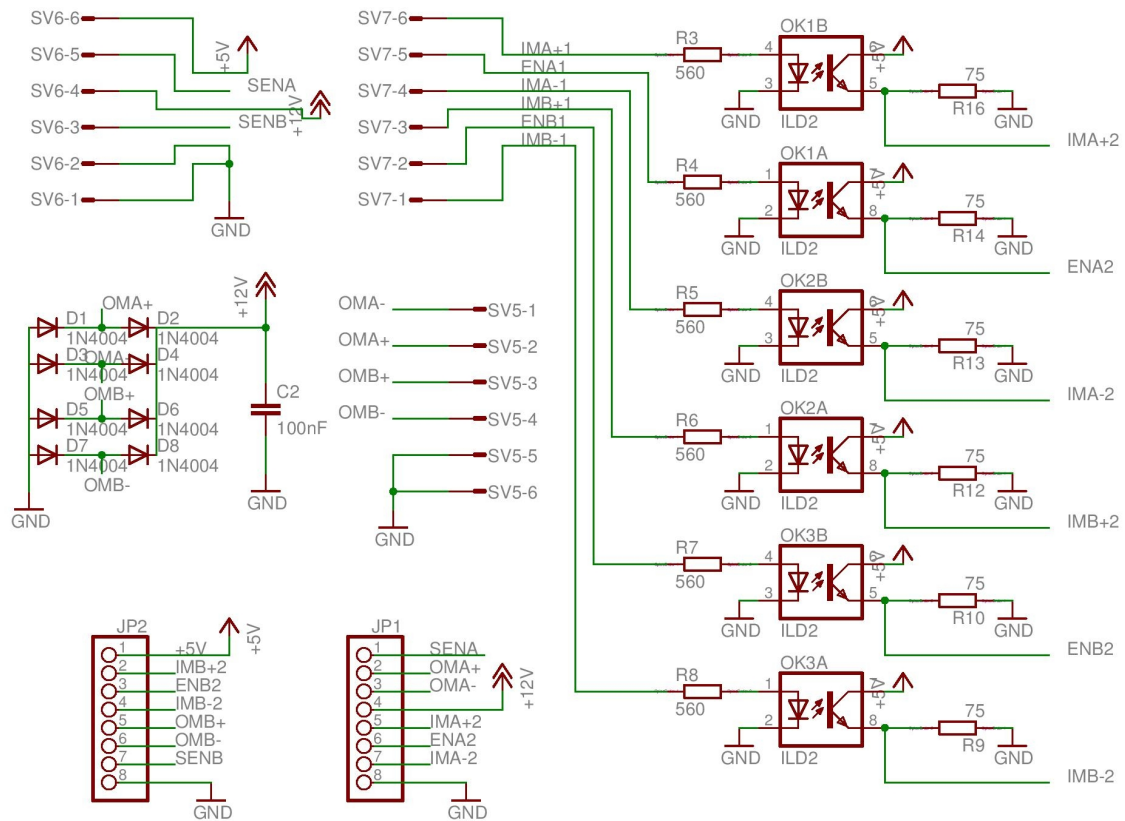 SV6-6
SV6-5
SV6-4
SV6-3
SV6-2
SV6-1
+5V
SENA
+12V
SENB
GND
SV7-6
SV7-5
SV7-4
SV7-3
SV7-2
SV7-1
IMA+1
ENA1
IMA-1
IMB+1
ENB1
IMB-1
R3
560
OK1B
4
3
6
5
ILD2
+5V
GND
75
R16
GND
IMA+2
R4
560
OK1A
1
2
7
8
ILD2
+5V
GND
75
R14
GND
ENA2
R5
560
OK2B
4
3
6
5
ILD2
+5V
GND
75
R13
GND
IMA-2
R6
560
OK2A
1
2
7
8
ILD2
+5V
GND
75
R12
GND
IMB+2
R7
560
OK3B
4
3
6
5
ILD2
+5V
GND
75
R10
GND
ENB2
R8
560
OK3A
1
2
7
8
ILD2
+5V
GND
75
R9
GND
IMB-2
OMA+
D1
1N4004
D2
1N4004
D3
OMA-
1N4004
D4
1N4004
OMB+
D5
1N4004
D6
1N4004
D7
1N4004
D8
1N4004
OMB-
GND
+12V
C2
100nF
GND
OMA-
SV5-1
OMA+
SV5-2
OMB+
SV5-3
OMB-
SV5-4
SV5-5
SV5-6
GND
JP2
1
+5V
+5V
2
IMB+2
3
ENB2
4
IMB-2
5
OMB+
6
OMB-
7
SENB
8
GND
JP1
1
SENA
2
OMA+
3
OMA-
4
+12V
5
IMA+2
6
ENA2
7
IMA-2
8
GND